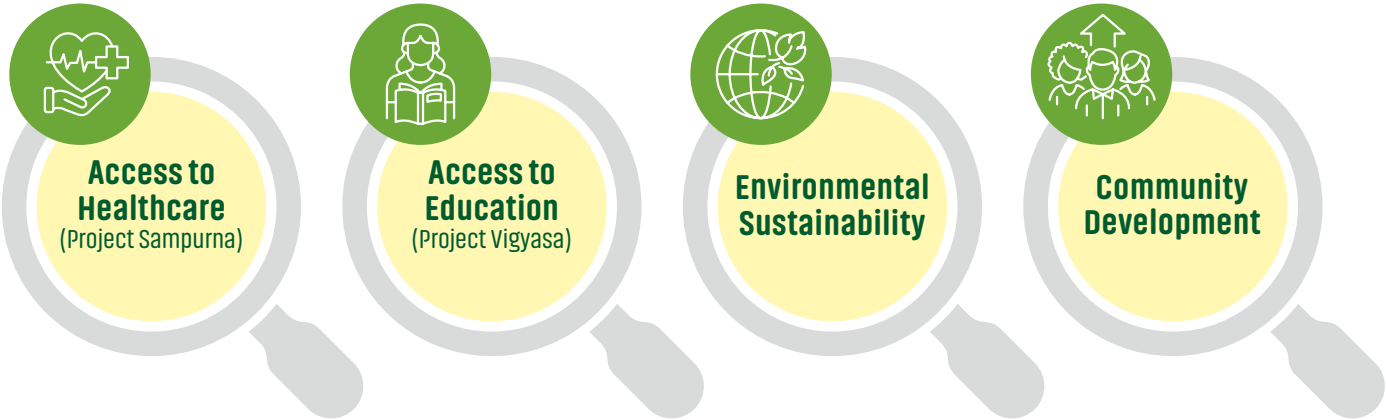 Access to
Healthcare
(Project Sampurna)
Access to
Education
(Project Vigyasa)
Environmental
Sustainability
Community
Development